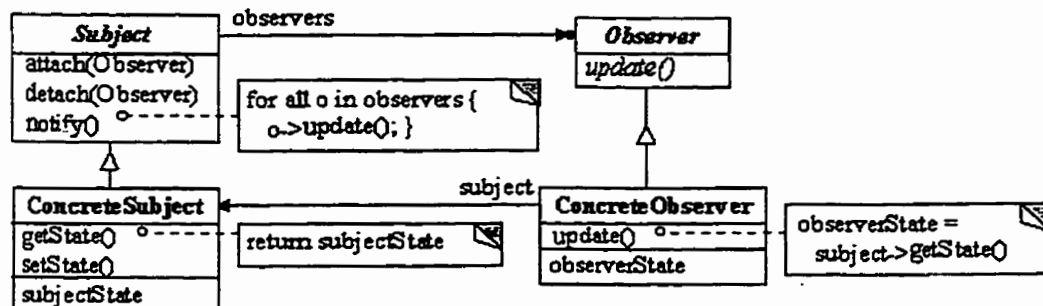 observers
Subject
attach(Observer)
detach(Observer)
notify()
for all o in observers {
o->update(); }
Observer
update()
subject
ConcreteSubject
getState()
setState()
subjectState
return subjectState
ConcreteObserver
update()
observerState
observerState =
subject->getState()